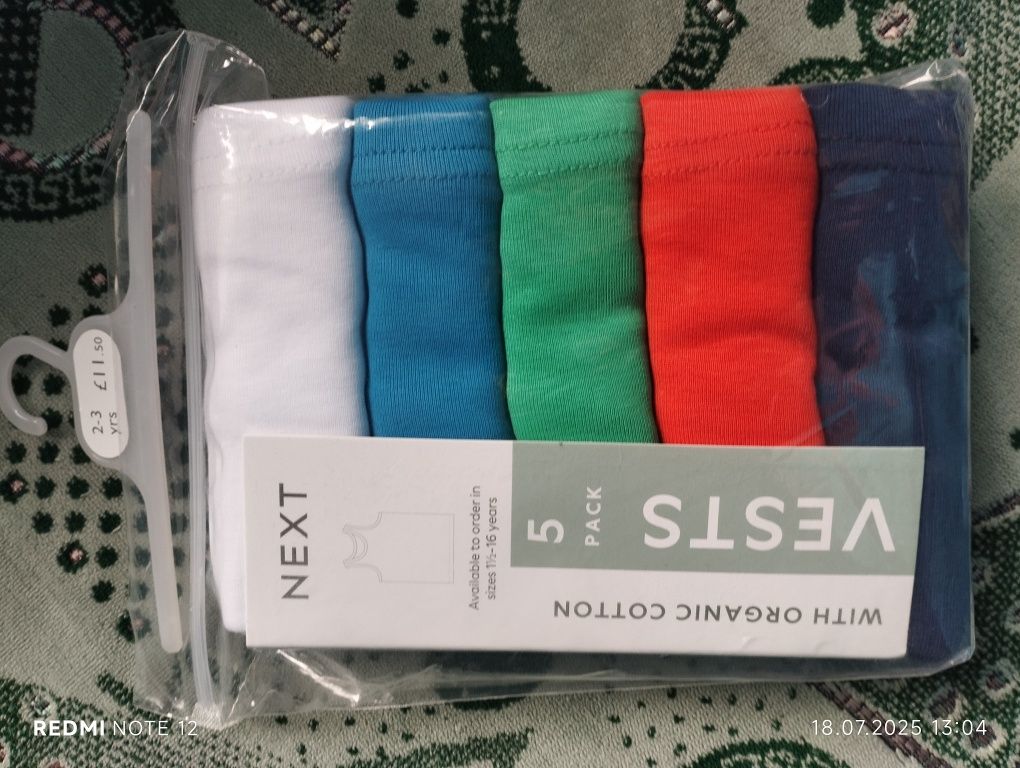 2-3
yrs
£11.50
NEXT
Available to order in
sizes 1½-16 years
5
PACK
VESTS
WITH ORGANIC COTTON
REDMI NOTE 12
18.07.2025 13:04